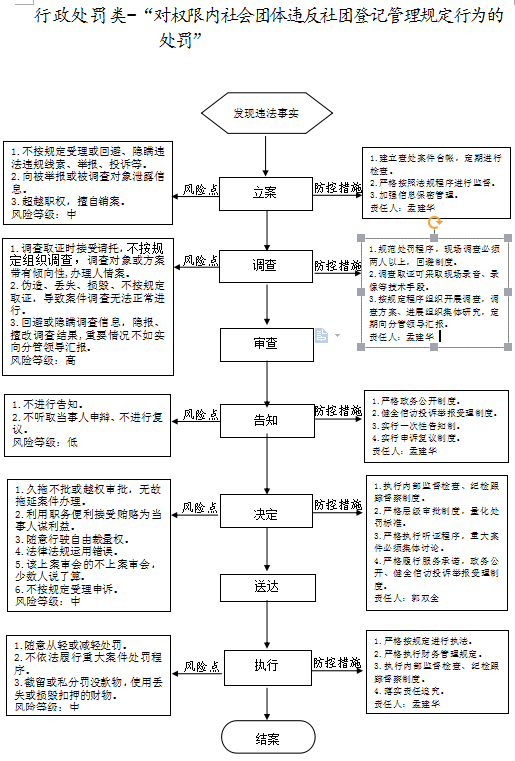 行政处罚类-“对权限内社会团体违反社团登记管理规定行为的
处罚”
发现违法事实
1.不按规定受理或回避、隐瞒违
法违规线索、举报、投诉等。
2.向被举报或被调查对象泄露信
息。
3.超越职权，擅自销案。
风险等级：中
风险点
立案
防控措施
1.建立查处案件台帐，定期进行
检查。
2.严格按照法规程序进行监督。
3.加强信息保密管理。
责任人：孟建华
1.调查取证时接受请托，不按规
定组织调查，调查对象或方案
带有倾向性,办理人情案。
2.伪造、丢失、损毁、不按规定
取证，导致案件调查无法正常进
行。
3.回避或隐瞒调查信息，隐报、
擅改调查结果,重要情况不如实
向分管领导汇报。
风险等级：高
风险点
调查
防控措施
1.规范处罚程序，现场调查必须
两人以上，回避制度。
2.调查取证可采取现场录音、录
像等技术手段。
3.按规定程序组织开展调查，调
查方案、进展组织集体研究，定
期向分管领导汇报。
责任人：孟建华
审查
1.不进行告知。
2.不听取当事人申辩、不进行复
议。
风险等级：低
风险点
告知
防控措施
1.严格政务公开制度。
2.健全信访投诉举报受理制度。
3.实行一次性告知制。
4.实行申诉复议制度。
责任人：孟建华
1.久拖不批或越权审批，无故
拖延案件办理。
2.利用职务便利接受贿赂为当
事人谋利益。
3.随意行驶自由裁量权。
4.法律法规运用错误。
5.该上案审会的不上案审会，
少数人说了算。
6.不按规定受理申诉。
风险等级：中
风险点
决定
防控措施
1.执行内部监督检查、纪检跟
踪督察制度。
2.严格层级审批制度，量化处
罚标准。
3.严格执行听证程序，重大案
件必须集体讨论。
4.严格履行服务承诺，政务公
开、健全信访投诉举报受理制
度。
责任人：郭双全
送达
1.随意从轻或减轻处罚。
2.不依法履行重大案件处罚程
序。
3.截留或私分罚没款物，使用丢
失或损毁扣押的财物。
风险等级：中
风险点
执行
防控措施
1.严格按规定进行执法。
2.严格执行财务管理规定。
3.执行内部监督检查、纪检跟
踪督察制度。
4.落实责任追究。
责任人：孟建华
结案